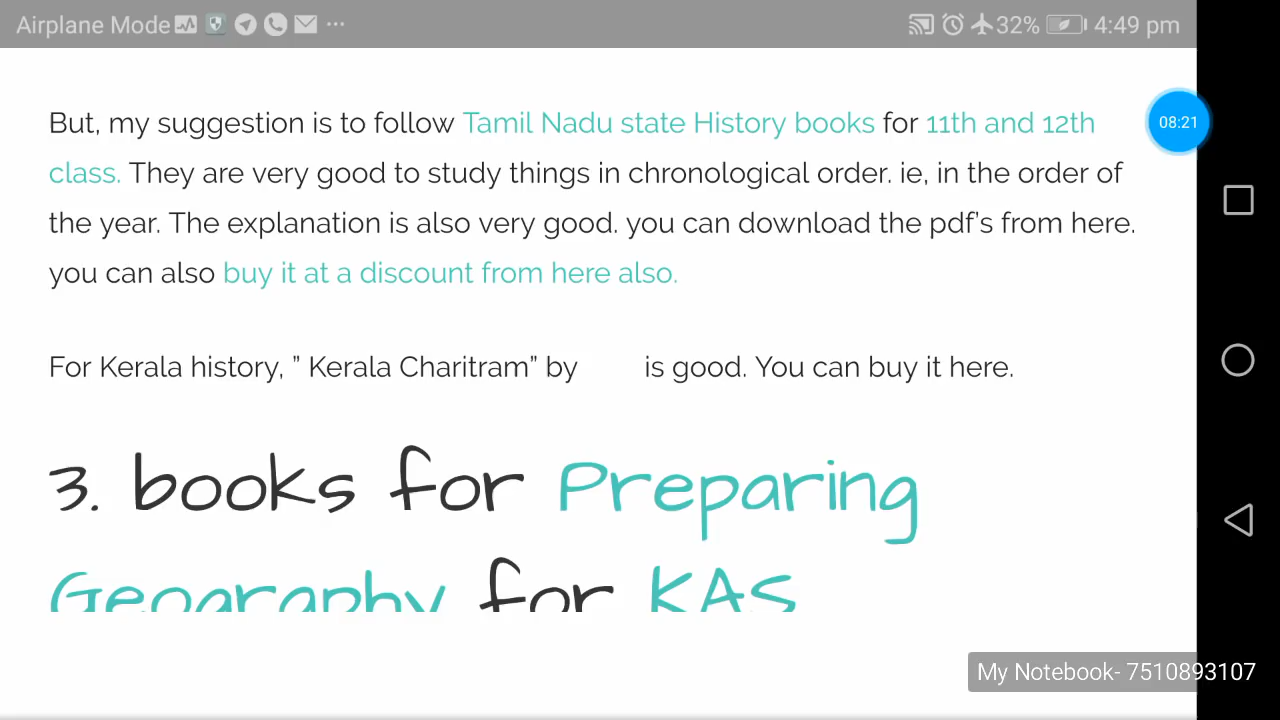 Airplane Mode ... 32% 4:49 pm
But, my suggestion is to follow Tamil Nadu state History books for 11th and 12th
08:21
class. They are very good to study things in chronological order. ie, in the order of
the year. The explanation is also very good. you can download the pdf's from here.
you can also buy it at a discount from here also.
For Kerala history, ” Kerala Charitram” by is good. You can buy it here.
3. books for Preparing
Geography for KAS
My Notebook- 7510893107